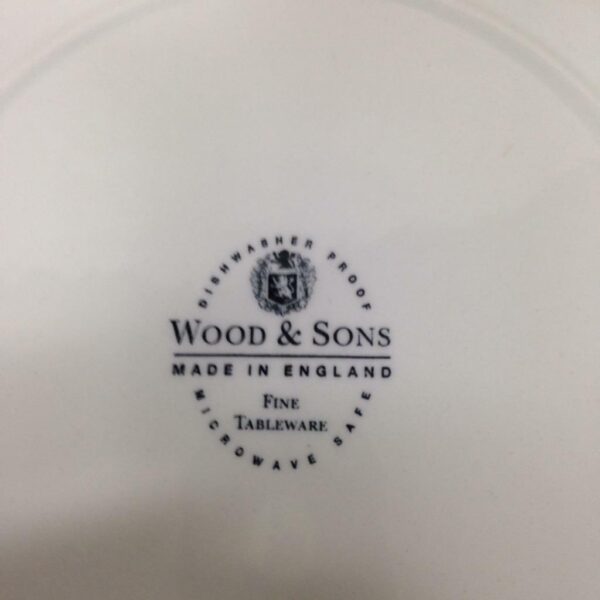 DISHWASHER PROOF
WOOD & SONS
MADE IN ENGLAND
FINE
TABLEWARE
MICROWAVE SAFE